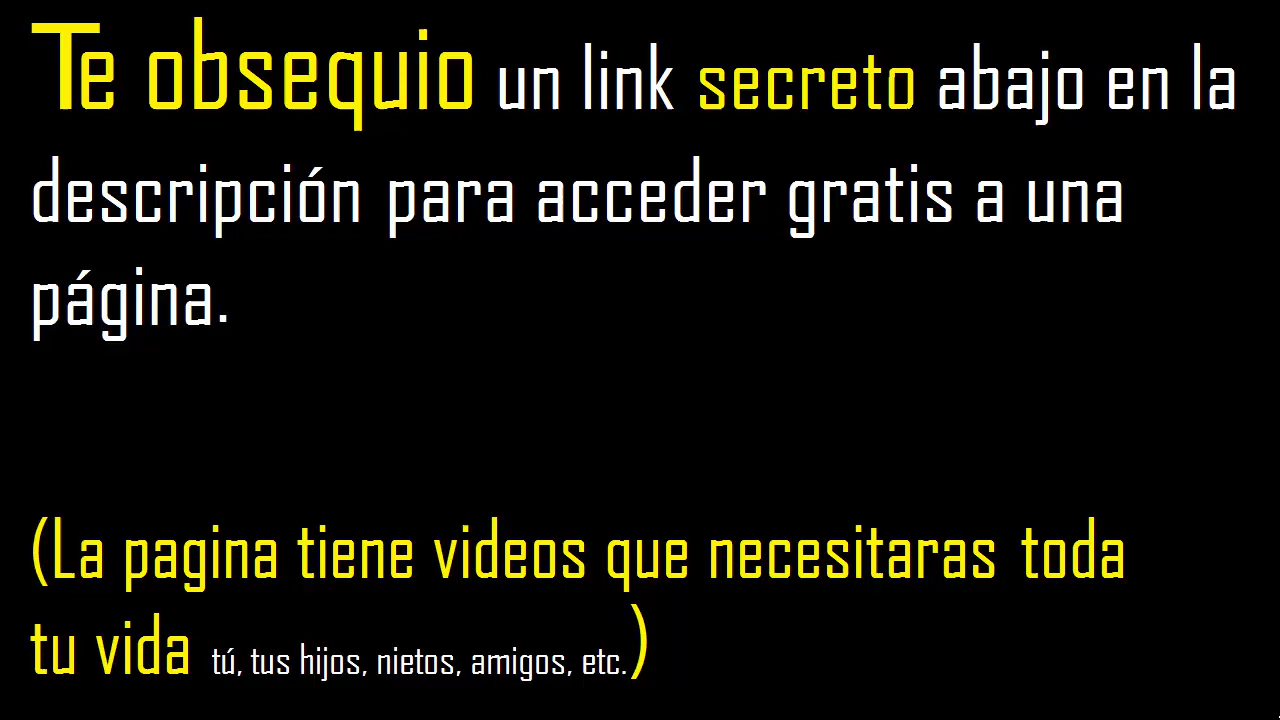 Te obsequio un link secreto abajo en la
descripción para acceder gratis a una
página.
(La pagina tiene videos que necesitaras toda
tu vida tú, tus hijos, nietos, amigos, etc.)